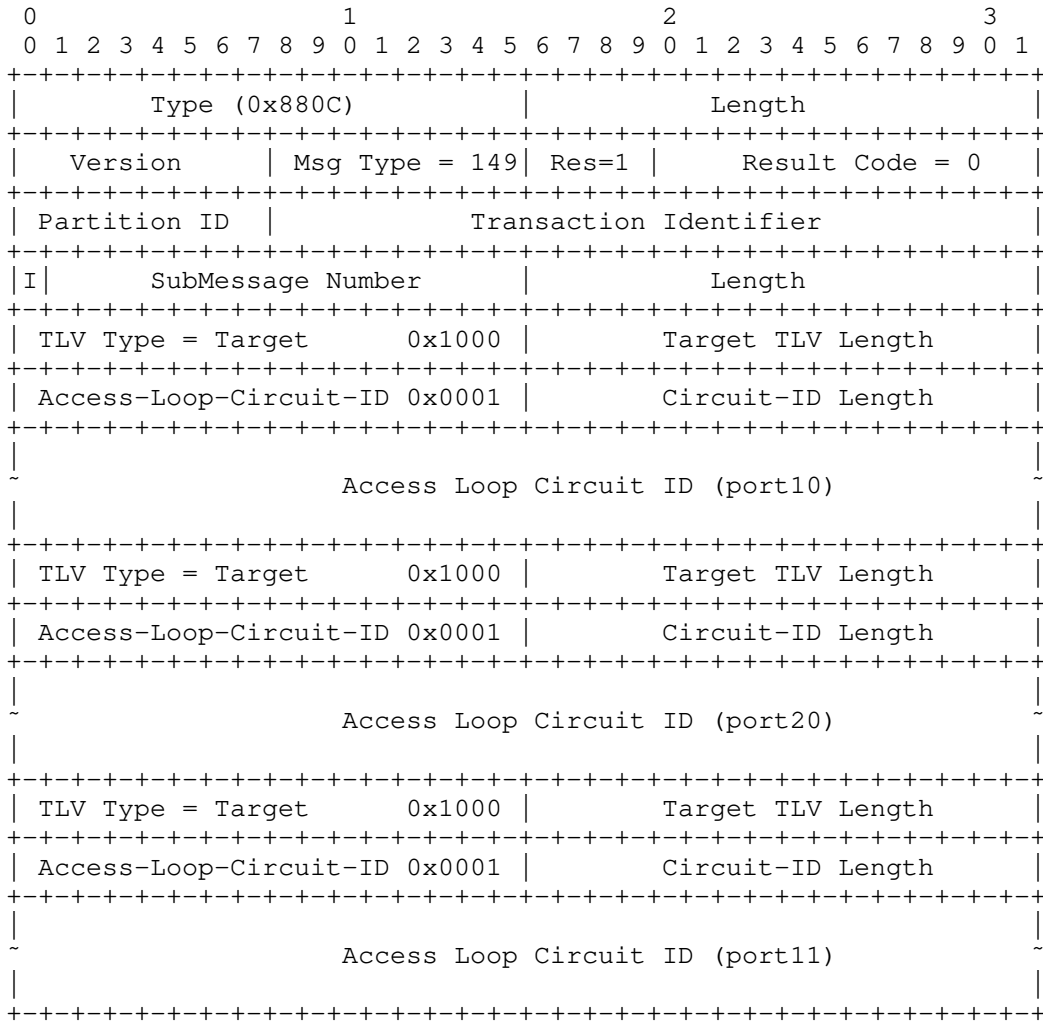 0                   1                   2                   3
 0 1 2 3 4 5 6 7 8 9 0 1 2 3 4 5 6 7 8 9 0 1 2 3 4 5 6 7 8 9 0 1
+-+-+-+-+-+-+-+-+-+-+-+-+-+-+-+-+-+-+-+-+-+-+-+-+-+-+-+-+-+-+-+-+
|        Type (0x880C)          |           Length              |
+-+-+-+-+-+-+-+-+-+-+-+-+-+-+-+-+-+-+-+-+-+-+-+-+-+-+-+-+-+-+-+-+
|   Version     | Msg Type = 149| Res=1 |     Result Code = 0   |
+-+-+-+-+-+-+-+-+-+-+-+-+-+-+-+-+-+-+-+-+-+-+-+-+-+-+-+-+-+-+-+-+
| Partition ID  |            Transaction Identifier             |
+-+-+-+-+-+-+-+-+-+-+-+-+-+-+-+-+-+-+-+-+-+-+-+-+-+-+-+-+-+-+-+-+
|I|      SubMessage Number      |           Length              |
+-+-+-+-+-+-+-+-+-+-+-+-+-+-+-+-+-+-+-+-+-+-+-+-+-+-+-+-+-+-+-+-+
| TLV Type = Target      0x1000 |        Target TLV Length      |
+-+-+-+-+-+-+-+-+-+-+-+-+-+-+-+-+-+-+-+-+-+-+-+-+-+-+-+-+-+-+-+-+
| Access-Loop-Circuit-ID 0x0001 |        Circuit-ID Length      |
+-+-+-+-+-+-+-+-+-+-+-+-+-+-+-+-+-+-+-+-+-+-+-+-+-+-+-+-+-+-+-+-+
|                                                               |
~                    Access Loop Circuit ID (port10)            ~
|                                                               |
+-+-+-+-+-+-+-+-+-+-+-+-+-+-+-+-+-+-+-+-+-+-+-+-+-+-+-+-+-+-+-+-+
| TLV Type = Target      0x1000 |        Target TLV Length      |
+-+-+-+-+-+-+-+-+-+-+-+-+-+-+-+-+-+-+-+-+-+-+-+-+-+-+-+-+-+-+-+-+
| Access-Loop-Circuit-ID 0x0001 |        Circuit-ID Length      |
+-+-+-+-+-+-+-+-+-+-+-+-+-+-+-+-+-+-+-+-+-+-+-+-+-+-+-+-+-+-+-+-+
|                                                               |
~                    Access Loop Circuit ID (port20)            ~
|                                                               |
+-+-+-+-+-+-+-+-+-+-+-+-+-+-+-+-+-+-+-+-+-+-+-+-+-+-+-+-+-+-+-+-+
| TLV Type = Target      0x1000 |        Target TLV Length      |
+-+-+-+-+-+-+-+-+-+-+-+-+-+-+-+-+-+-+-+-+-+-+-+-+-+-+-+-+-+-+-+-+
| Access-Loop-Circuit-ID 0x0001 |        Circuit-ID Length      |
+-+-+-+-+-+-+-+-+-+-+-+-+-+-+-+-+-+-+-+-+-+-+-+-+-+-+-+-+-+-+-+-+
|                                                               |
~                    Access Loop Circuit ID (port11)            ~
|                                                               |
+-+-+-+-+-+-+-+-+-+-+-+-+-+-+-+-+-+-+-+-+-+-+-+-+-+-+-+-+-+-+-+-+